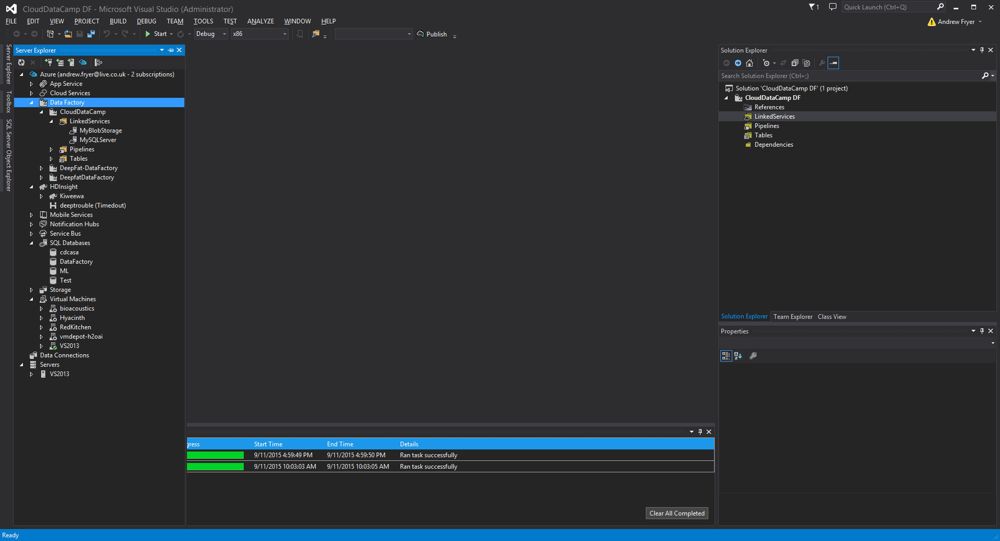 CloudDataCamp DF - Microsoft Visual Studio (Administrator)
1
Quick Launch (Ctrl+Q)
FILE EDIT VIEW PROJECT BUILD DEBUG TEAM TOOLS TEST ANALYZE WINDOW HELP
Andrew Fryer
Start
Debug
x86
Publish
Server Explorer
Toolbox
SQL Server Object Explorer
Server Explorer
Azure (andrew.fryer@live.co.uk - 2 subscriptions)
App Service
Cloud Services
Data Factory
CloudDataCamp
LinkedServices
MyBlobStorage
MySQLServer
Pipelines
Tables
DeepFat-DataFactory
DeepfatDataFactory
HDInsight
Kiweewa
deeptrouble (Timedout)
Mobile Services
Notification Hubs
Service Bus
SQL Databases
cdcasa
DataFactory
ML
Test
Storage
Virtual Machines
bioacoustics
Hyacinth
RedKitchen
vmdepot-h2oai
VS2013
Data Connections
Servers
VS2013
gress Start Time End Time Details
9/11/2015 4:59:49 PM 9/11/2015 4:59:50 PM Ran task successfully
9/11/2015 10:03:03 AM 9/11/2015 10:03:05 AM Ran task successfully
Clear All Completed
Solution Explorer
Search Solution Explorer (Ctrl+;)
Solution 'CloudDataCamp DF' (1 project)
CloudDataCamp DF
References
LinkedServices
Pipelines
Tables
Dependencies
Solution Explorer Team Explorer Class View
Properties
Ready